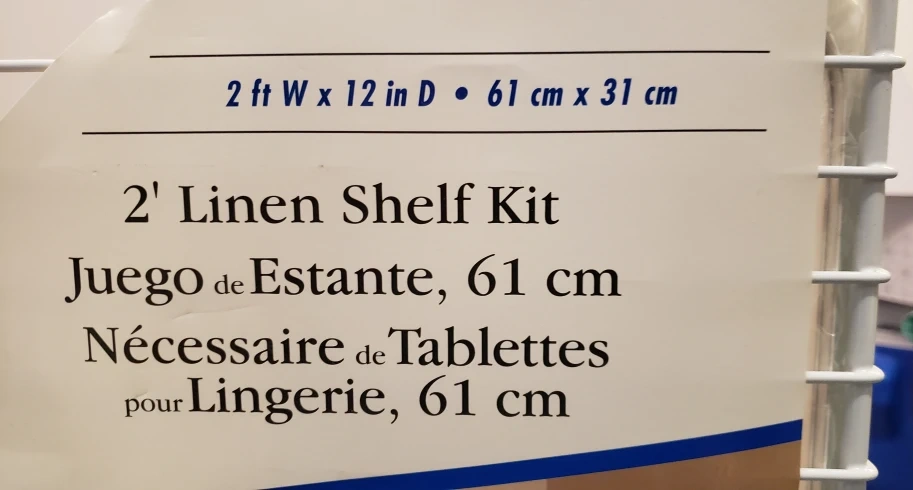 2 ft W x 12 in D • 61 cm x 31 cm
2' Linen Shelf Kit
Juego de Estante, 61 cm
Nécessaire de Tablettes
pour Lingerie, 61 cm